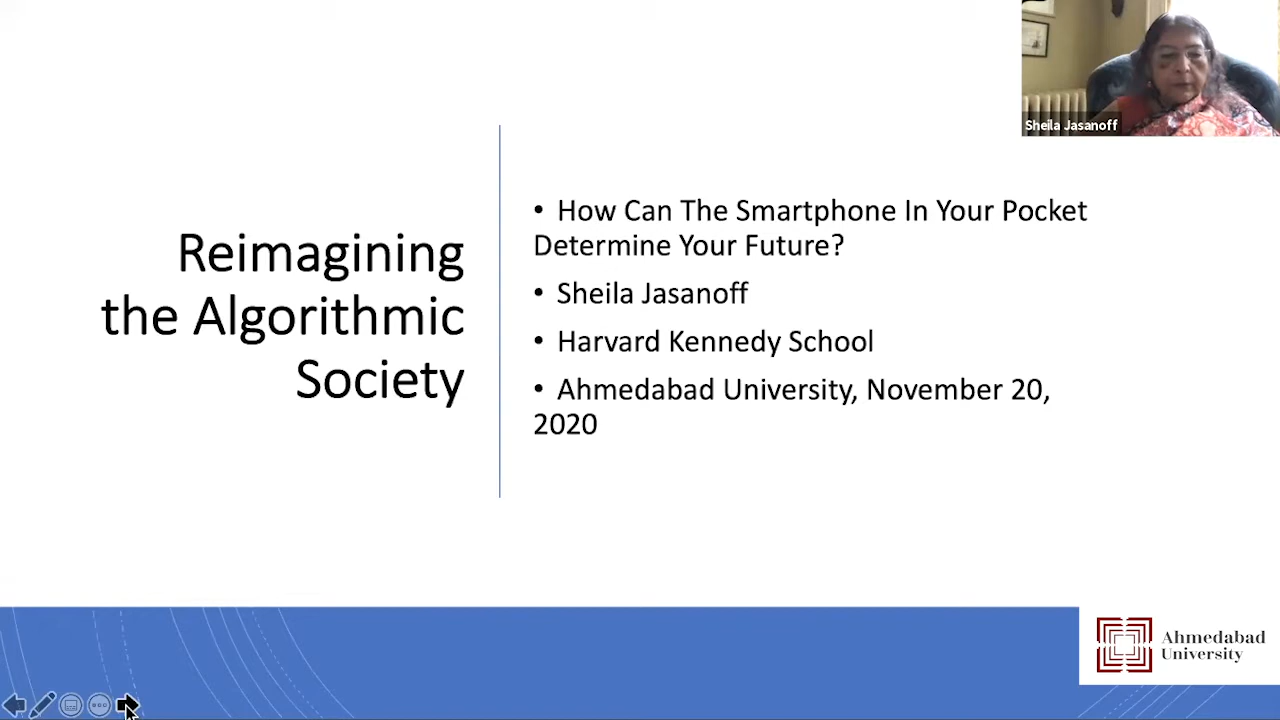 Sheila Jasanoff
Reimagining
the Algorithmic
Society
• How Can The Smartphone In Your Pocket
Determine Your Future?
• Sheila Jasanoff
• Harvard Kennedy School
• Ahmedabad University, November 20,
2020
Ahmedabad
University